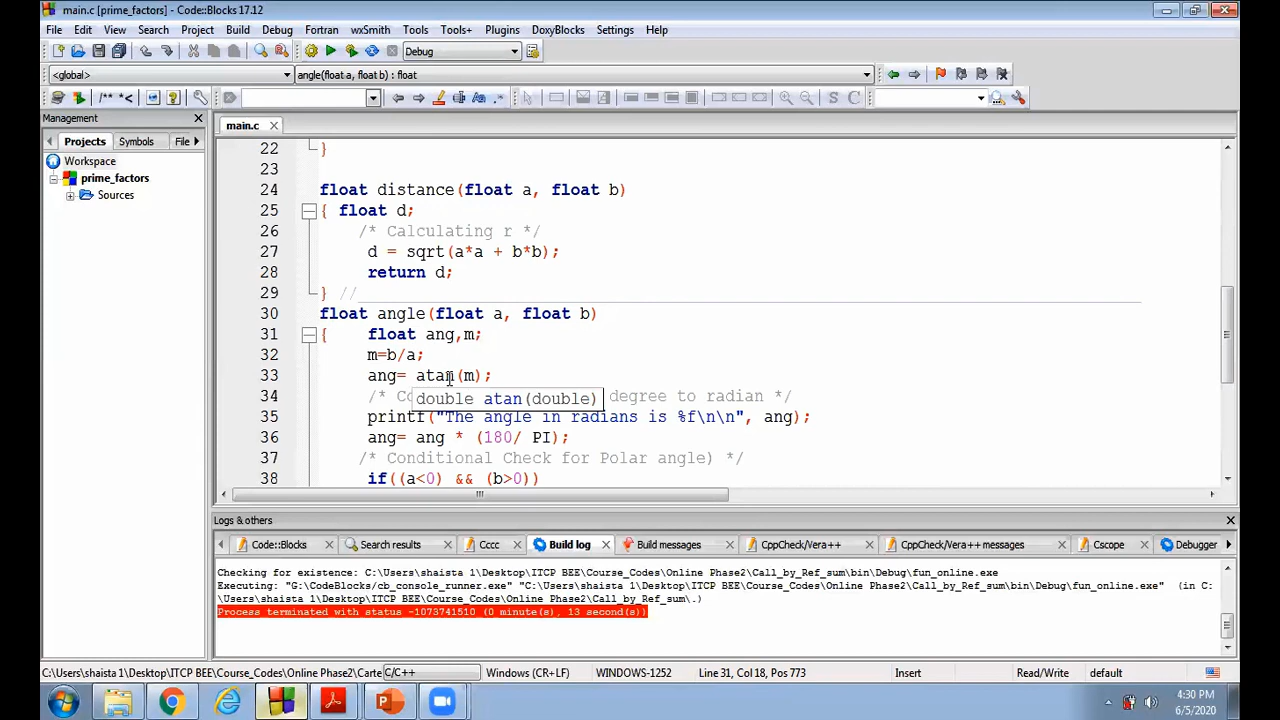 main.c [prime_factors] - Code::Blocks 17.12
File Edit View Search Project Build Debug Fortran wxSmith Tools Tools+ Plugins DoxyBlocks Settings Help
Debug
<global> angle(float a, float b) : float
/** *<
Management
Projects Symbols File
Workspace
prime_factors
Sources
main.c
22 }
23
24 float distance(float a, float b)
25 { float d;
26 /* Calculating r */
27 d = sqrt(a*a + b*b);
28 return d;
29 } //________________________________________________________________
30 float angle(float a, float b)
31 { float ang,m;
32 m=b/a;
33 ang= atan(m);
34 /* Co degree to radian */
double atan(double)
35 printf("The angle in radians is %f\n\n", ang);
36 ang= ang * (180/ PI);
37 /* Conditional Check for Polar angle) */
38 if((a<0) && (b>0))
Logs & others
Code::Blocks Search results Cccc Build log Build messages CppCheck/Vera++ CppCheck/Vera++ messages Cscope Debugger
Checking for existence: C:\Users\shaista 1\Desktop\ITCP BEE\Course_Codes\Online Phase2\Call_by_Ref_sum\bin\Debug\fun_online.exe
Executing: "G:\CodeBlocks/cb_console_runner.exe" "C:\Users\shaista 1\Desktop\ITCP BEE\Course_Codes\Online Phase2\Call_by_Ref_sum\bin\Debug\fun_online.exe" (in C:
\Users\shaista 1\Desktop\ITCP BEE\Course_Codes\Online Phase2\Call_by_Ref_sum\.)
Process terminated with status -1073741510 (0 minute(s), 13 second(s))
C:\Users\shaista 1\Desktop\ITCP BEE\Course_Codes\Online Phase2\Carte C/C++ Windows (CR+LF) WINDOWS-1252 Line 31, Col 18, Pos 773 Insert Read/Write default
4:30 PM
6/5/2020